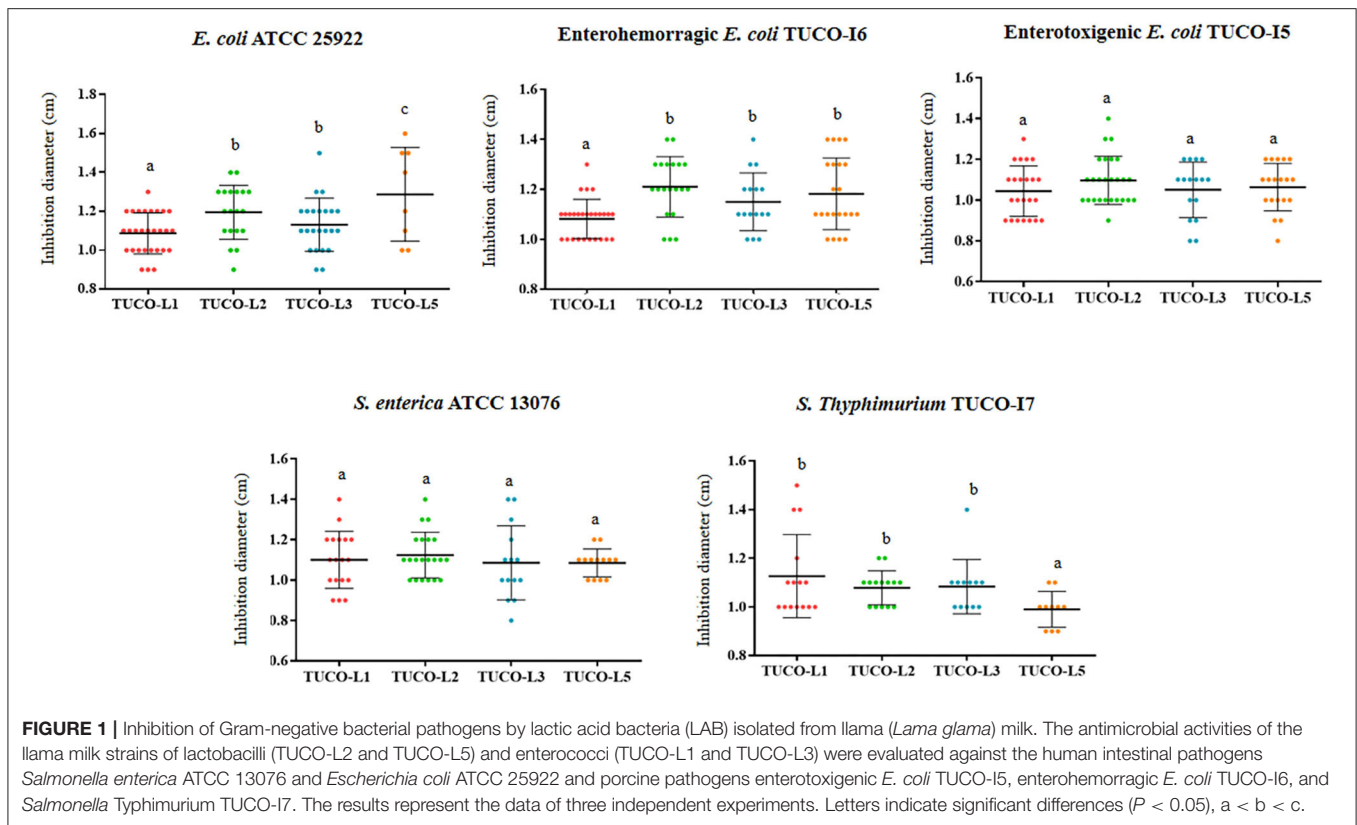 E. coli ATCC 25922
Inhibition diameter (cm)
1.8
1.6
1.4
1.2
1.0
0.8
a
b
b
c
TUCO-L1 TUCO-L2 TUCO-L3 TUCO-L5
Enterohemorragic E. coli TUCO-I6
Inhibition diameter (cm)
1.6
1.4
1.2
1.0
0.8
a
b
b
b
TUCO-L1 TUCO-L2 TUCO-L3 TUCO-L5
Enterotoxigenic E. coli TUCO-I5
Inhibition diameter (cm)
1.6
1.4
1.2
1.0
0.8
0.6
a
a
a
a
TUCO-L1 TUCO-L2 TUCO-L3 TUCO-L5
S. enterica ATCC 13076
Inhibition diameter (cm)
1.6
1.4
1.2
1.0
0.8
0.6
a
a
a
a
TUCO-L1 TUCO-L2 TUCO-L3 TUCO-L5
S. Thyphimurium TUCO-I7
Inhibition diameter (cm)
1.6
1.4
1.2
1.0
0.8
b
b
b
a
TUCO-L1 TUCO-L2 TUCO-L3 TUCO-L5
FIGURE 1 | Inhibition of Gram-negative bacterial pathogens by lactic acid bacteria (LAB) isolated from llama (Lama glama) milk. The antimicrobial activities of the
llama milk strains of lactobacilli (TUCO-L2 and TUCO-L5) and enterococci (TUCO-L1 and TUCO-L3) were evaluated against the human intestinal pathogens
Salmonella enterica ATCC 13076 and Escherichia coli ATCC 25922 and porcine pathogens enterotoxigenic E. coli TUCO-I5, enterohemorragic E. coli TUCO-I6, and
Salmonella Typhimurium TUCO-I7. The results represent the data of three independent experiments. Letters indicate significant differences (P < 0.05), a < b < c.